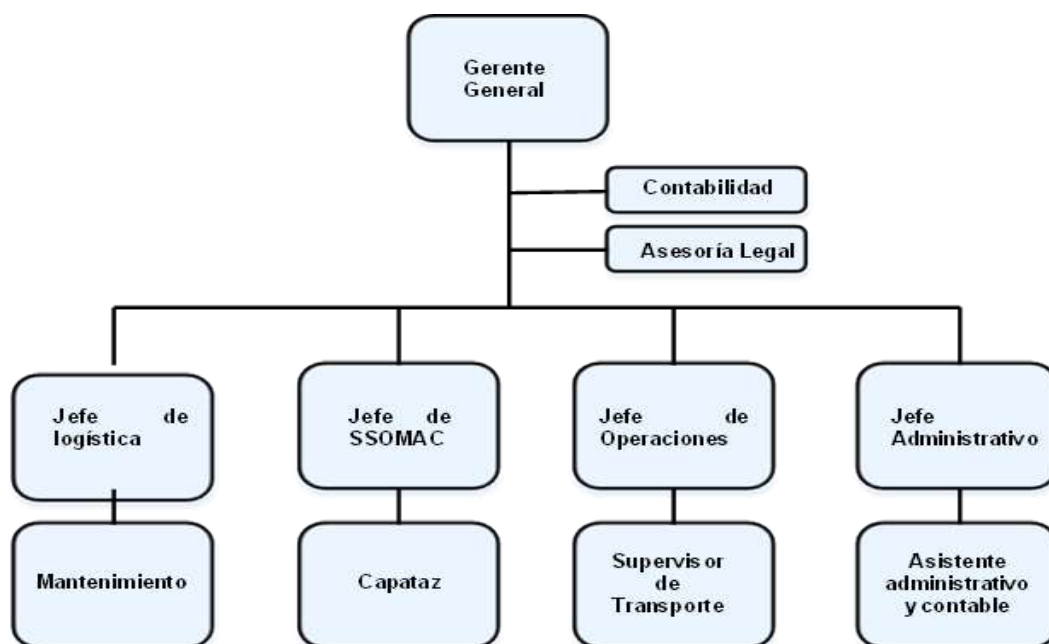 Gerente
General
Contabilidad
Asesoría Legal
Jefe de
logística
Jefe de
SSOMAC
Jefe de
Operaciones
Jefe
Administrativo
Mantenimiento
Capataz
Supervisor
de
Transporte
Asistente
administrativo
y contable